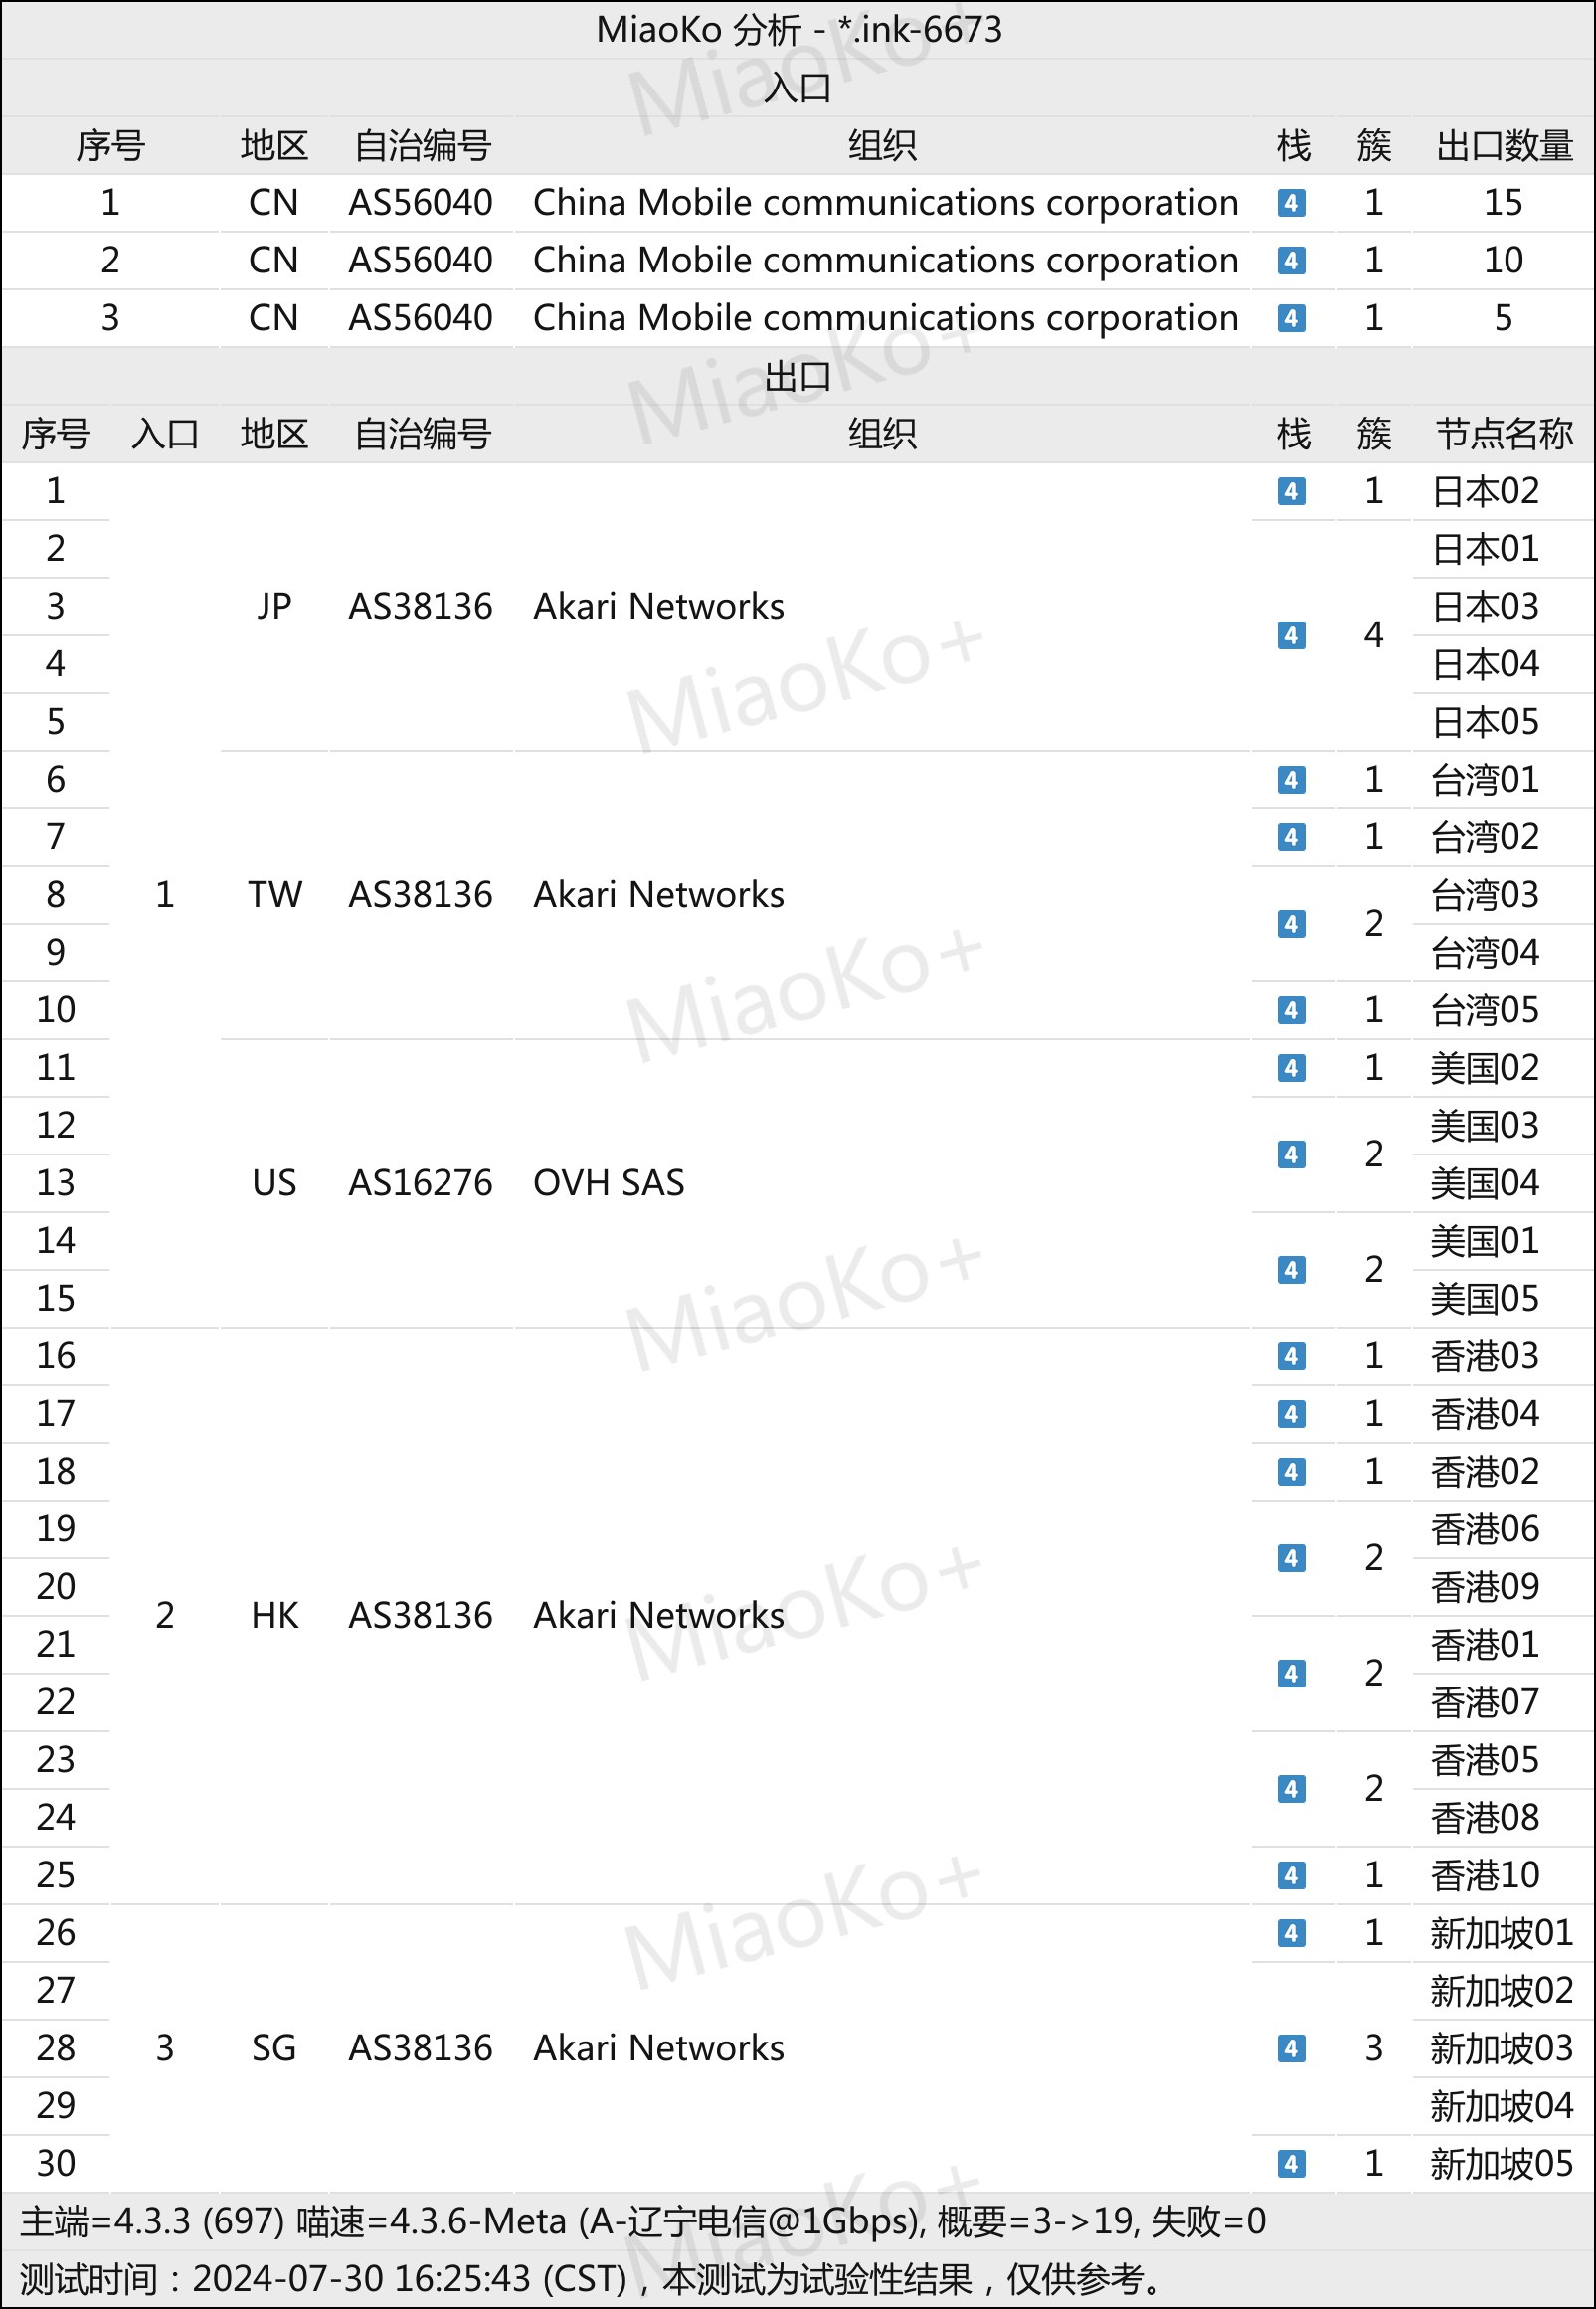 MiaoKo 分析 - *.ink-6673
入口
序号 地区 自治编号 组织 栈 簇 出口数量
1 CN AS56040 China Mobile communications corporation 4 1 15
2 CN AS56040 China Mobile communications corporation 4 1 10
3 CN AS56040 China Mobile communications corporation 4 1 5
出口
序号 入口 地区 自治编号 组织 栈 簇 节点名称
1 4 1 日本02
2 日本01
3 JP AS38136 Akari Networks 4 4 日本03
4 日本04
5 日本05
6 4 1 台湾01
7 4 1 台湾02
8 1 TW AS38136 Akari Networks 4 2 台湾03
9 台湾04
10 4 1 台湾05
11 4 1 美国02
12 4 2 美国03
13 US AS16276 OVH SAS 美国04
14 4 2 美国01
15 美国05
16 4 1 香港03
17 4 1 香港04
18 4 1 香港02
19 4 2 香港06
20 香港09
2 HK AS38136 Akari Networks
21 4 2 香港01
22 香港07
23 4 2 香港05
24 香港08
25 4 1 香港10
26 4 1 新加坡01
27 新加坡02
28 3 SG AS38136 Akari Networks 4 3 新加坡03
29 新加坡04
30 4 1 新加坡05
主端=4.3.3 (697) 喵速=4.3.6-Meta (A-辽宁电信@1Gbps), 概要=3->19, 失败=0
测试时间：2024-07-30 16:25:43 (CST)，本测试为试验性结果，仅供参考。
MiaoKo+
MiaoKo+
MiaoKo+
MiaoKo+
MiaoKo+
MiaoKo+
MiaoKo+
MiaoKo+